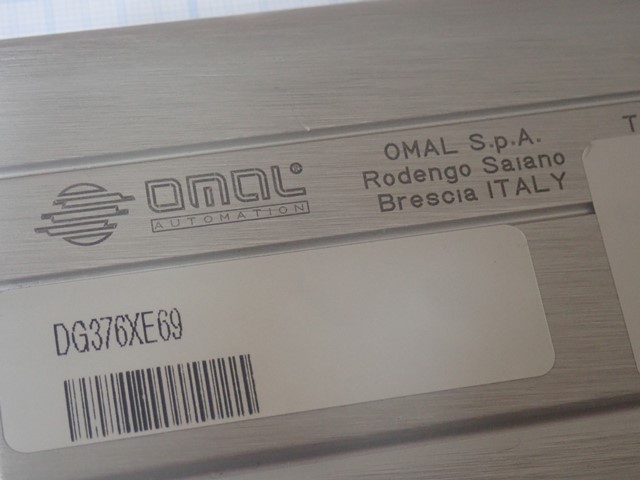 OMAL®
AUTOMATION
OMAL S.p.A.
Rodengo Saiano
Brescia ITALY
T
DG376XE69